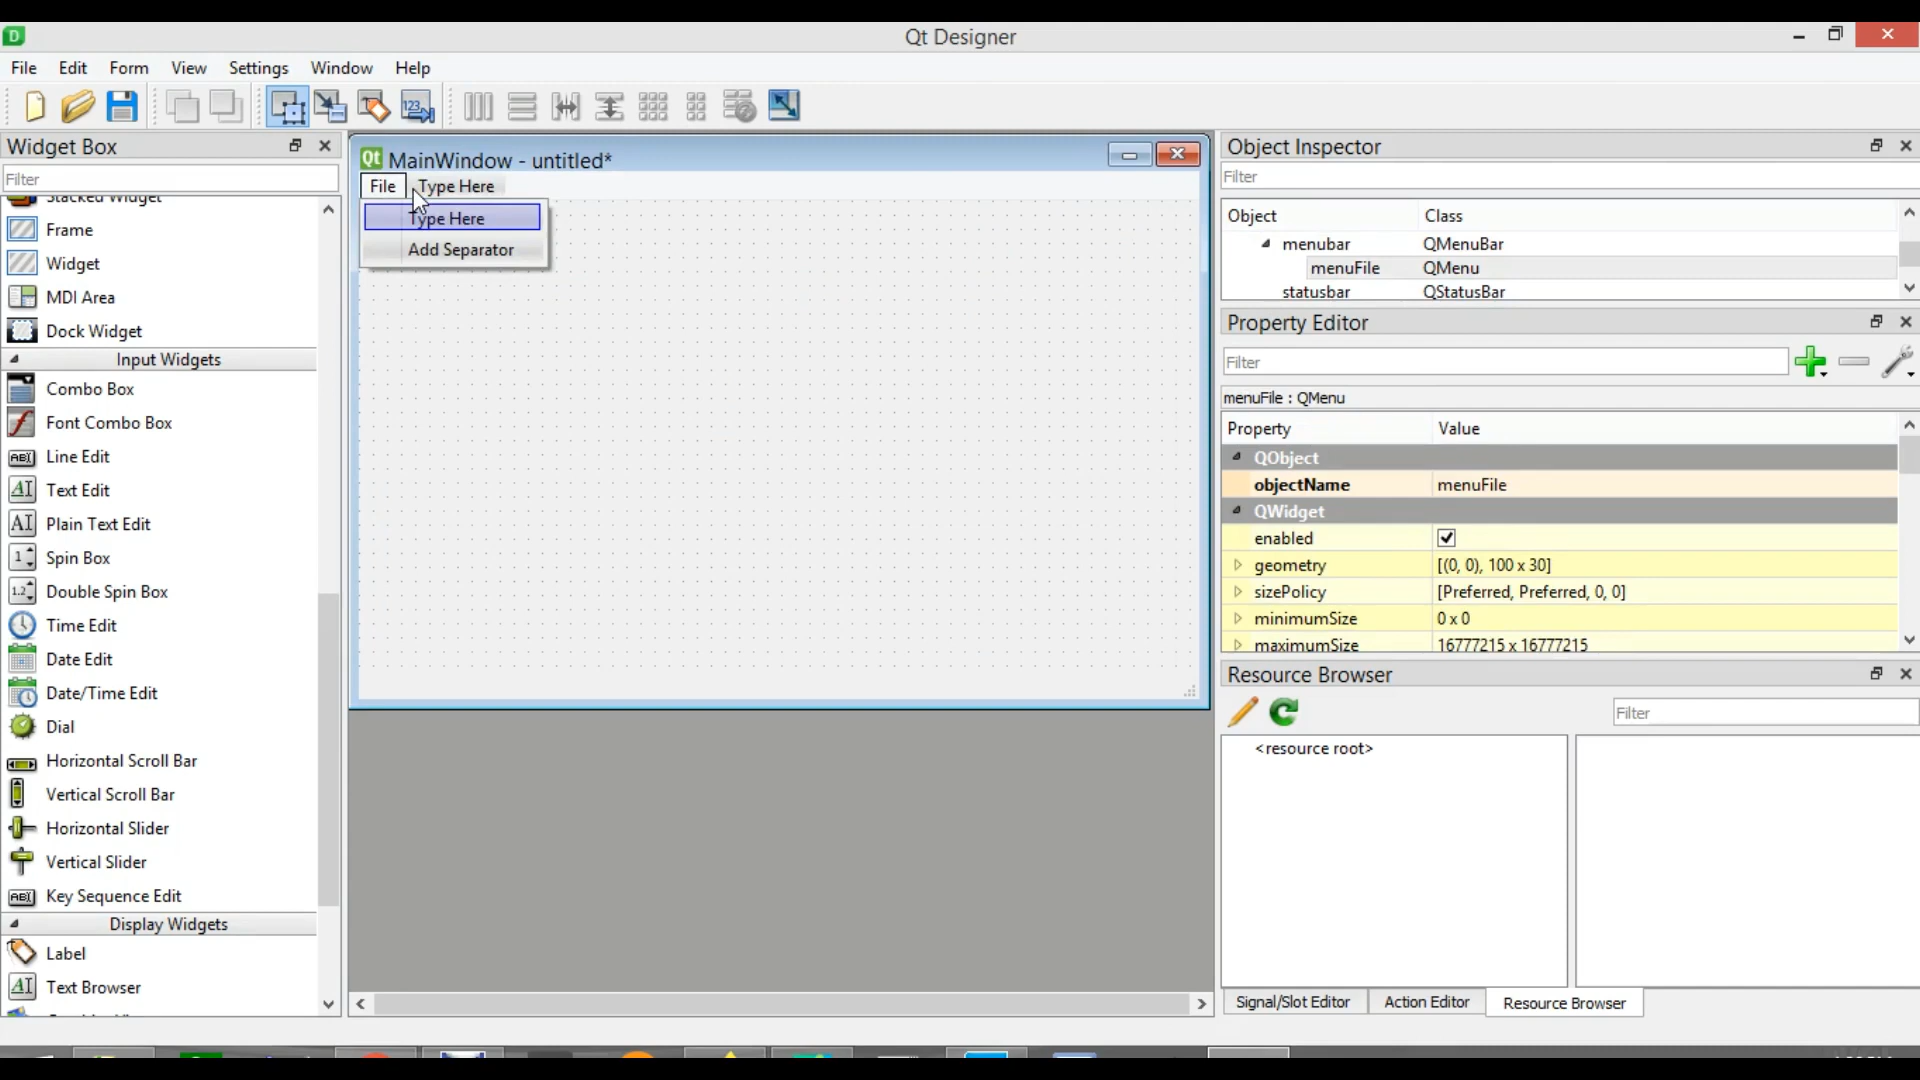 Qt Designer
File Edit Form View Settings Window Help
Widget Box
Filter
Stacked Widget
Frame
Widget
MDI Area
Dock Widget
Input Widgets
Combo Box
Font Combo Box
Line Edit
Text Edit
Plain Text Edit
Spin Box
Double Spin Box
Time Edit
Date Edit
Date/Time Edit
Dial
Horizontal Scroll Bar
Vertical Scroll Bar
Horizontal Slider
Vertical Slider
Key Sequence Edit
Display Widgets
Label
Text Browser
MainWindow - untitled*
File Type Here
Type Here
Add Separator
Object Inspector
Filter
Object Class
menubar QMenuBar
menuFile QMenu
statusbar QStatusBar
Property Editor
Filter
menuFile : QMenu
Property Value
QObject
objectName menuFile
QWidget
enabled
geometry [(0, 0), 100 x 30]
sizePolicy [Preferred, Preferred, 0, 0]
minimumSize 0 x 0
maximumSize 16777215 x 16777215
Resource Browser
Filter
<resource root>
Signal/Slot Editor Action Editor Resource Browser